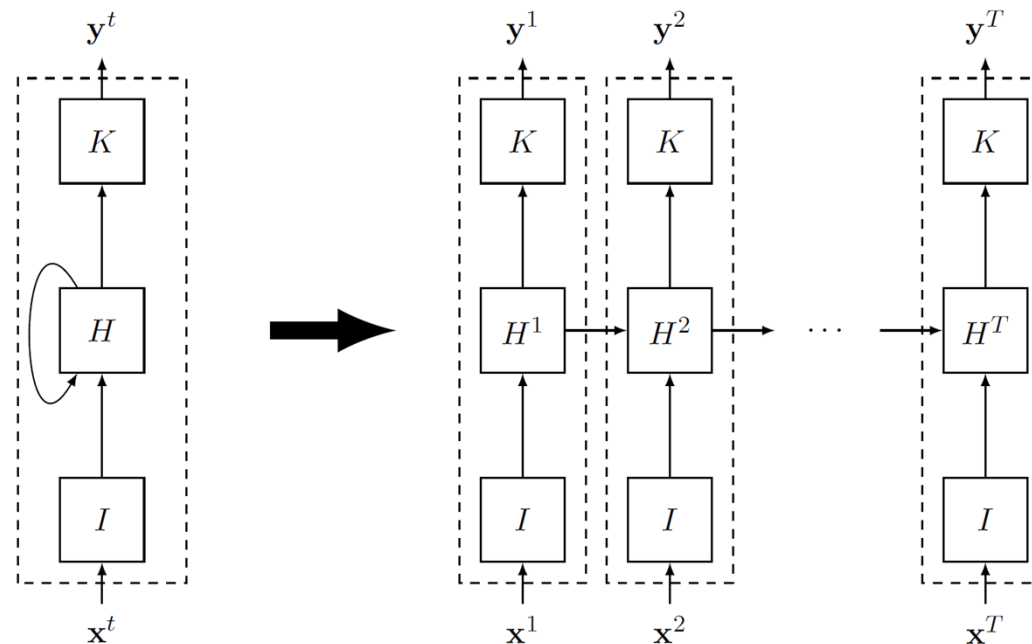 y^t y^1 y^2 y^T
K K K K
H H^1 H^2 ... H^T
I I I I
x^t x^1 x^2 x^T